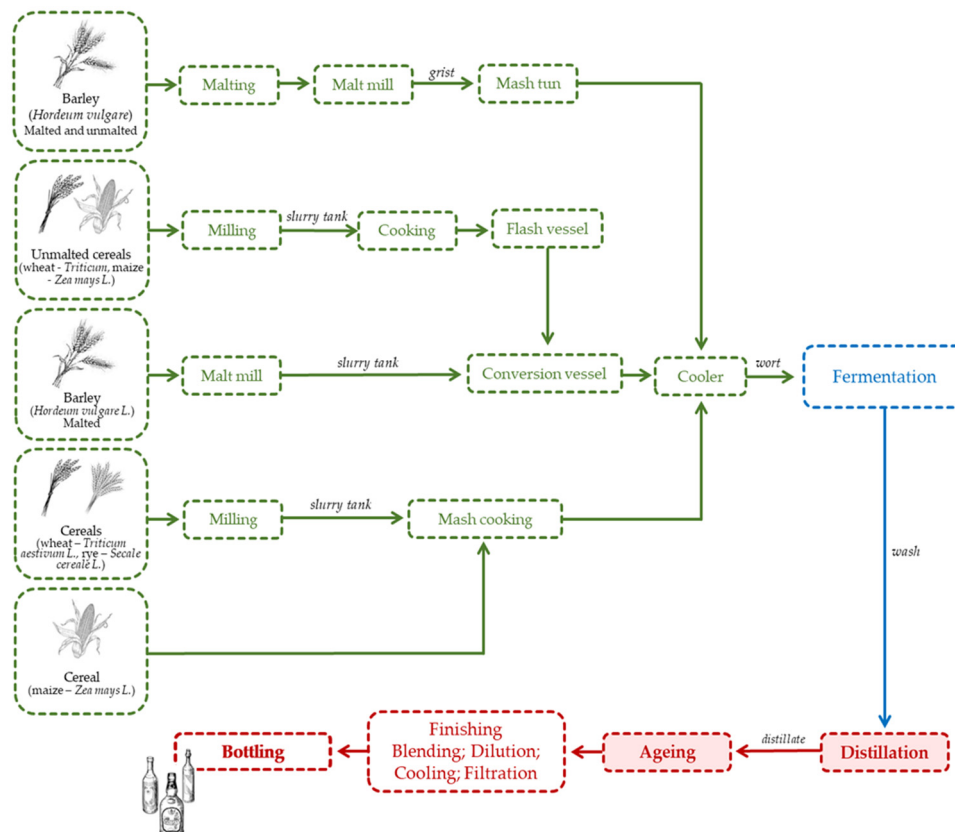 Barley
(Hordeum vulgare)
Malted and unmalted
Malting
Malt mill
grist
Mash tun
Unmalted cereals
(wheat - Triticum, maize
- Zea mays L.)
Milling
slurry tank
Cooking
Flash vessel
Barley
(Hordeum vulgare L.)
Malted
Malt mill
slurry tank
Conversion vessel
Cooler
wort
Fermentation
Cereals
(wheat – Triticum
aestivum L., rye – Secale
cereale L.)
Milling
slurry tank
Mash cooking
wash
Cereal
(maize – Zea mays L.)
Bottling
Finishing
Blending; Dilution;
Cooling; Filtration
Ageing
distillate
Distillation